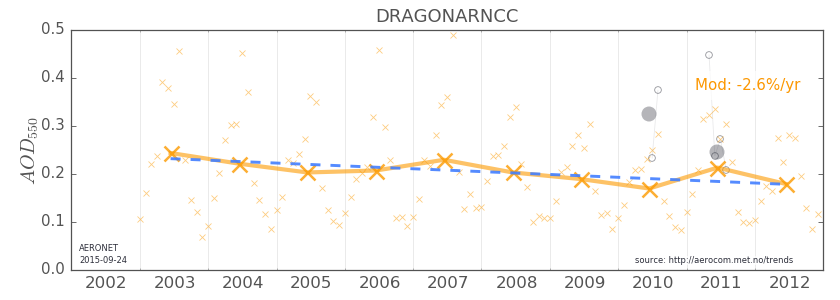 DRAGONARNCC
0.5
0.4
0.3
0.2
0.1
0.0
AOD550
Mod: -2.6%/yr
AERONET
2015-09-24
source: http://aerocom.met.no/trends
2002 2003 2004 2005 2006 2007 2008 2009 2010 2011 2012